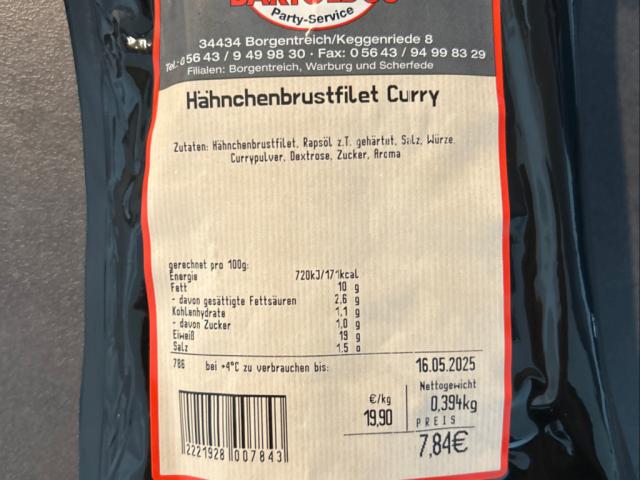 Party-Service
34434 Borgentreich/Keggenriede 8
Tel.: 0 56 43 / 9 49 98 30 · Fax: 0 56 43 / 94 99 83 29
Filialen: Borgentreich, Warburg und Scherfede
Hähnchenbrustfilet Curry
Zutaten: Hähnchenbrustfilet, Rapsöl z.T. gehärtet, Salz, Würze,
Currypulver, Dextrose, Zucker, Aroma
gerechnet pro 100g:
Energie 720kJ/171kcal
Fett 10 g
- davon gesättigte Fettsäuren 2,6 g
Kohlenhydrate 1,1 g
- davon Zucker 1,0 g
Eiweiß 19 g
Salz 1,5 g
786 bei +4°C zu verbrauchen bis: 16.05.2025
Nettogewicht
€/kg 0,394kg
19,90 PREIS
7,84€
2221928 007843